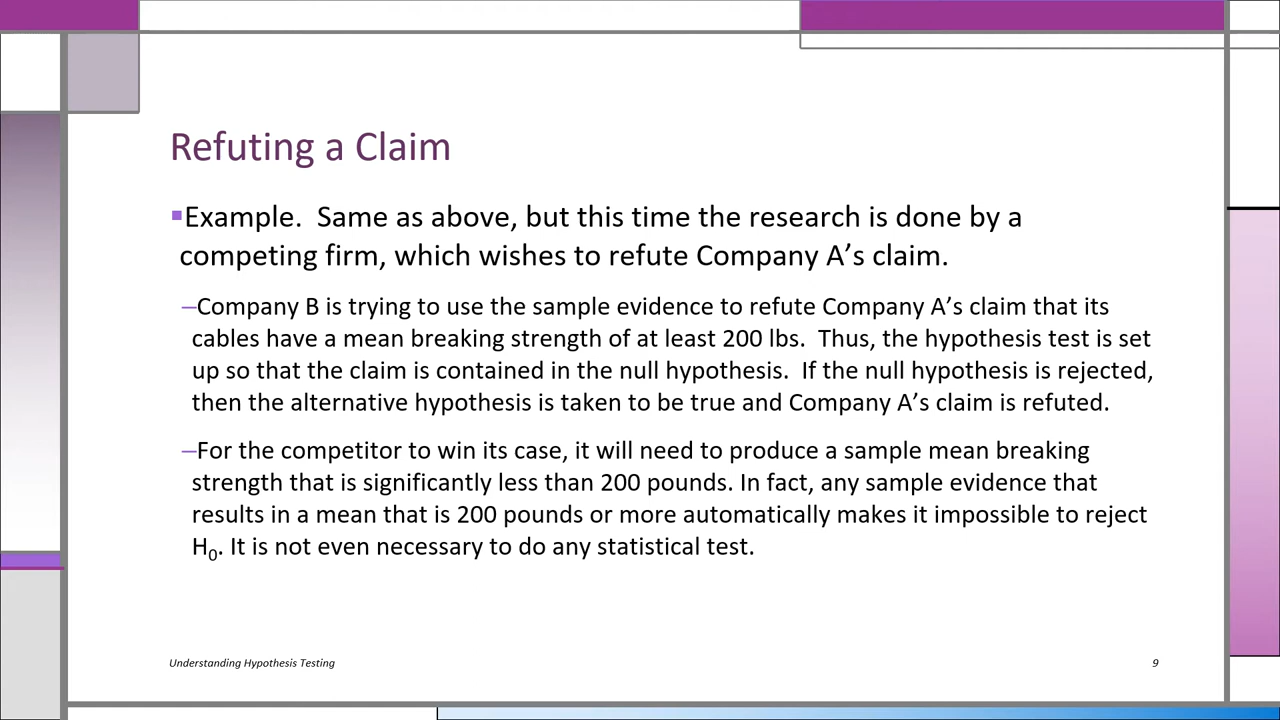 Refuting a Claim
▪Example.  Same as above, but this time the research is done by a
competing firm, which wishes to refute Company A’s claim.
–Company B is trying to use the sample evidence to refute Company A’s claim that its
cables have a mean breaking strength of at least 200 lbs.  Thus, the hypothesis test is set
up so that the claim is contained in the null hypothesis.  If the null hypothesis is rejected,
then the alternative hypothesis is taken to be true and Company A’s claim is refuted.
–For the competitor to win its case, it will need to produce a sample mean breaking
strength that is significantly less than 200 pounds. In fact, any sample evidence that
results in a mean that is 200 pounds or more automatically makes it impossible to reject
H₀. It is not even necessary to do any statistical test.
Understanding Hypothesis Testing
9